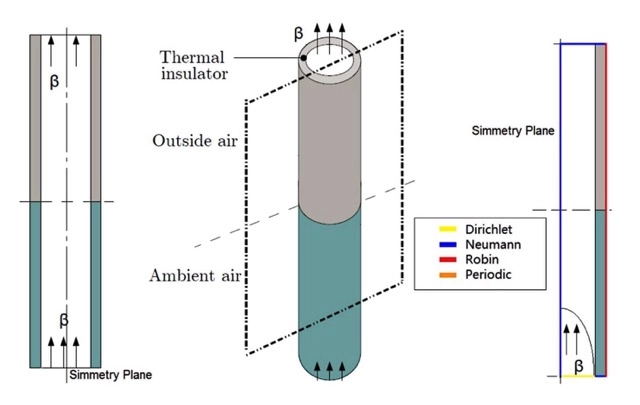 β
β
Simmetry Plane
β
Thermal
insulator
Outside air
Ambient air
Simmetry Plane
Dirichlet
Neumann
Robin
Periodic
β